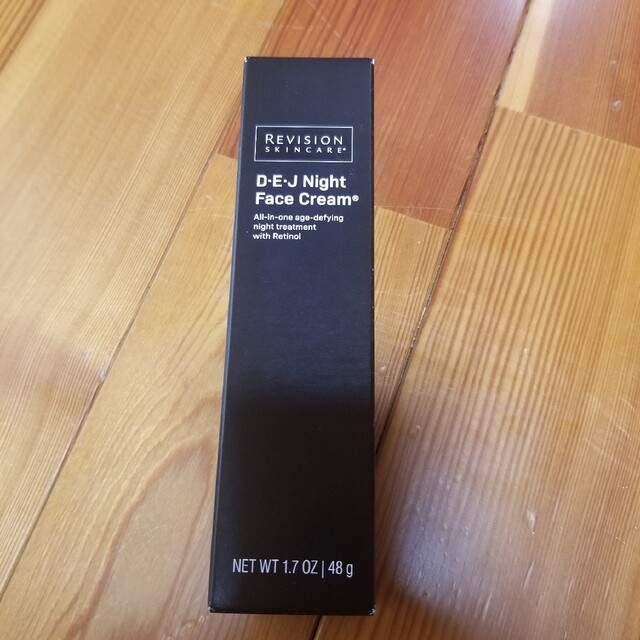 REVISION
SKINCARE®
D·E·J Night
Face Cream®
All-in-one age-defying
night treatment
with Retinol
NET WT 1.7 OZ | 48 g